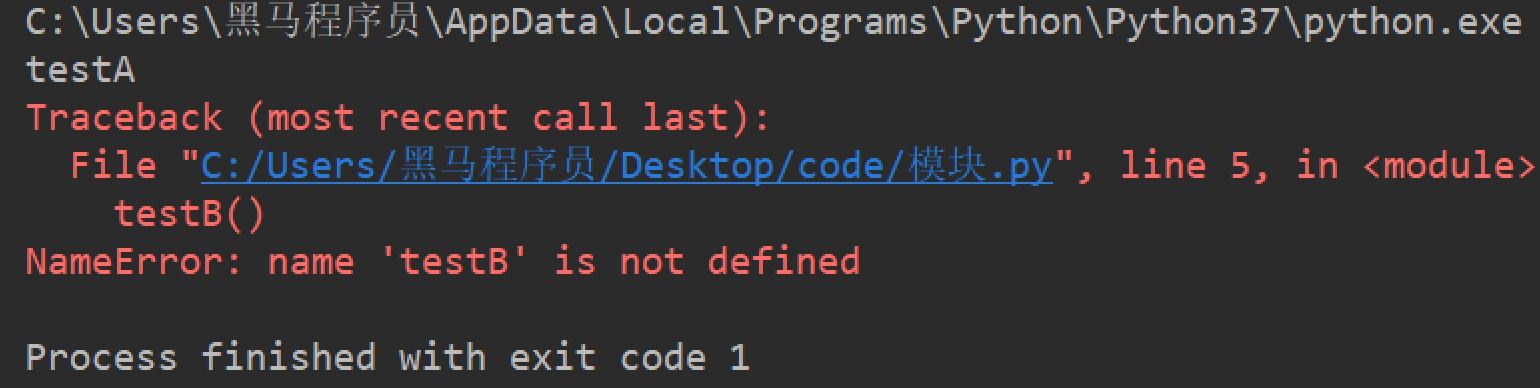 C:\Users\黑马程序员\AppData\Local\Programs\Python\Python37\python.exe
testA
Traceback (most recent call last):
  File "C:/Users/黑马程序员/Desktop/code/模块.py", line 5, in <module>
    testB()
NameError: name 'testB' is not defined
Process finished with exit code 1